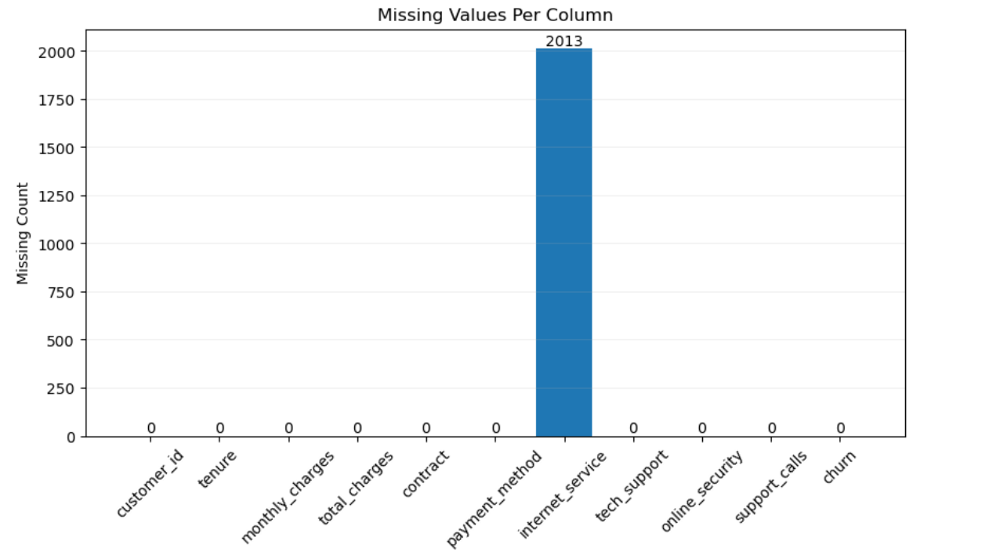 Missing Values Per Column
Missing Count
2000
1750
1500
1250
1000
750
500
250
0
2013
0 0 0 0 0 0 0 0 0 0
customer_id
tenure
monthly_charges
total_charges
contract
payment_method
internet_service
tech_support
online_security
support_calls
churn